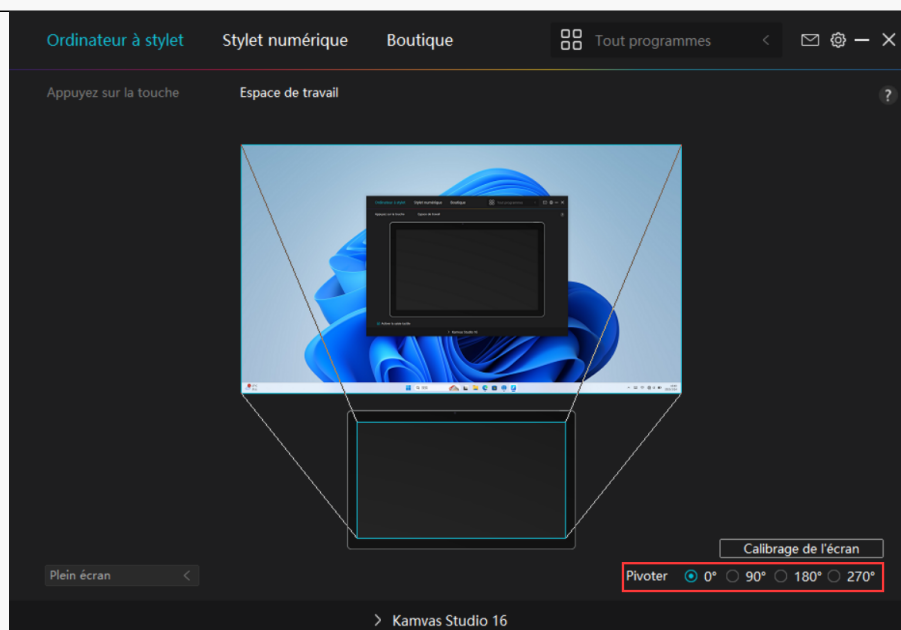 Ordinateur à stylet Stylet numérique Boutique Tout programmes
Appuyez sur la touche Espace de travail ?
Calibrage de l'écran
Plein écran Pivoter 0° 90° 180° 270°
Kamvas Studio 16